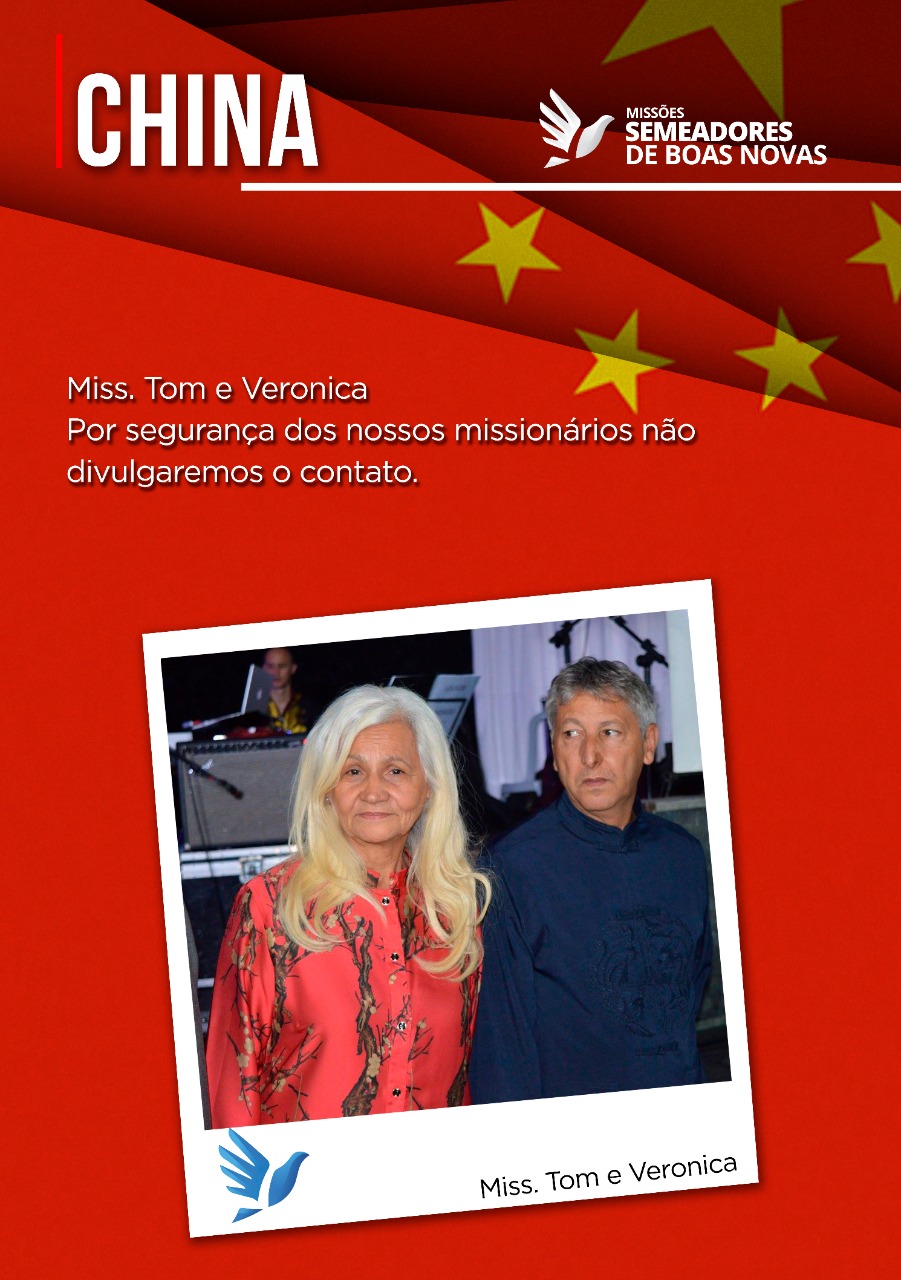 CHINA
MISSÕES
SEMEADORES
DE BOAS NOVAS
Miss. Tom e Veronica
Por segurança dos nossos missionários não
divulgaremos o contato.
Miss. Tom e Veronica